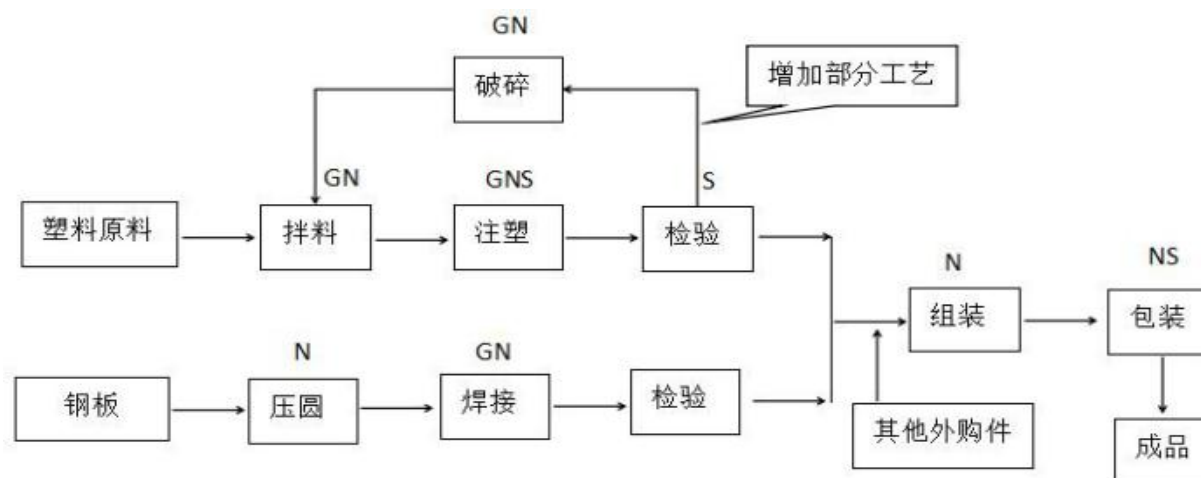 GN
破碎
增加部分工艺
GN
GNS
S
塑料原料
拌料
注塑
检验
N
NS
组装
包装
N
GN
钢板
压圆
焊接
检验
其他外购件
成品